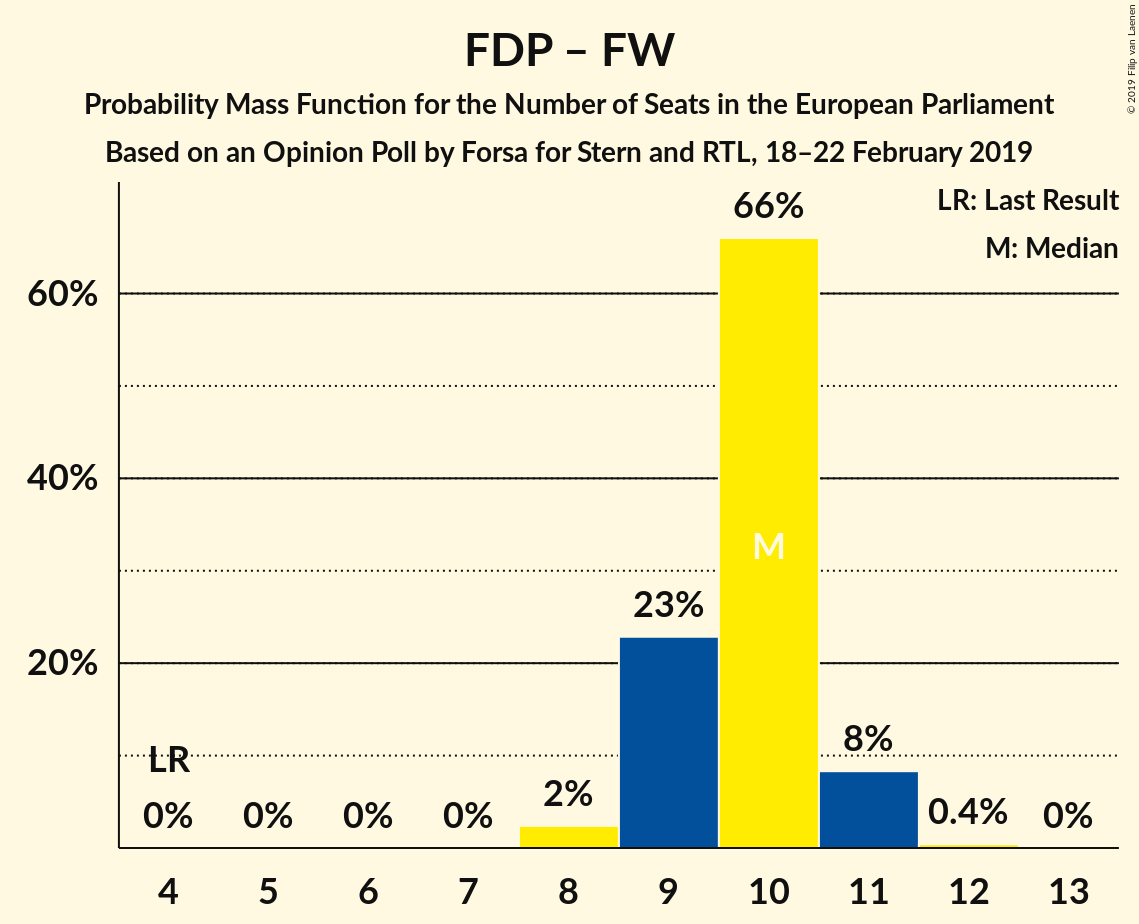 FDP – FW
Probability Mass Function for the Number of Seats in the European Parliament
Based on an Opinion Poll by Forsa for Stern and RTL, 18–22 February 2019
© 2019 Filip van Laenen
LR: Last Result
M: Median
66%
60%
40%
M
23%
20%
8%
LR
2%
0% 0% 0% 0% 0.4% 0%
4 5 6 7 8 9 10 11 12 13